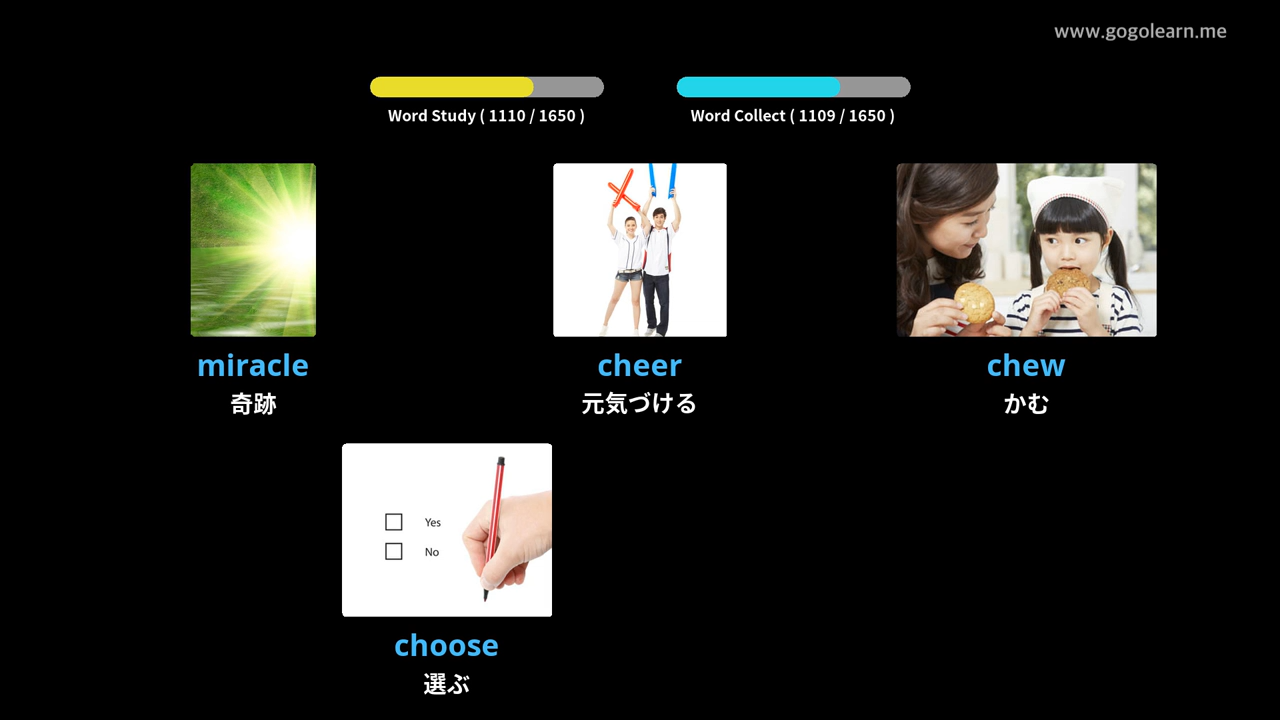 www.gogolearn.me
Word Study ( 1110 / 1650 )
Word Collect ( 1109 / 1650 )
miracle
奇跡
cheer
元気づける
chew
かむ
Yes
No
choose
選ぶ